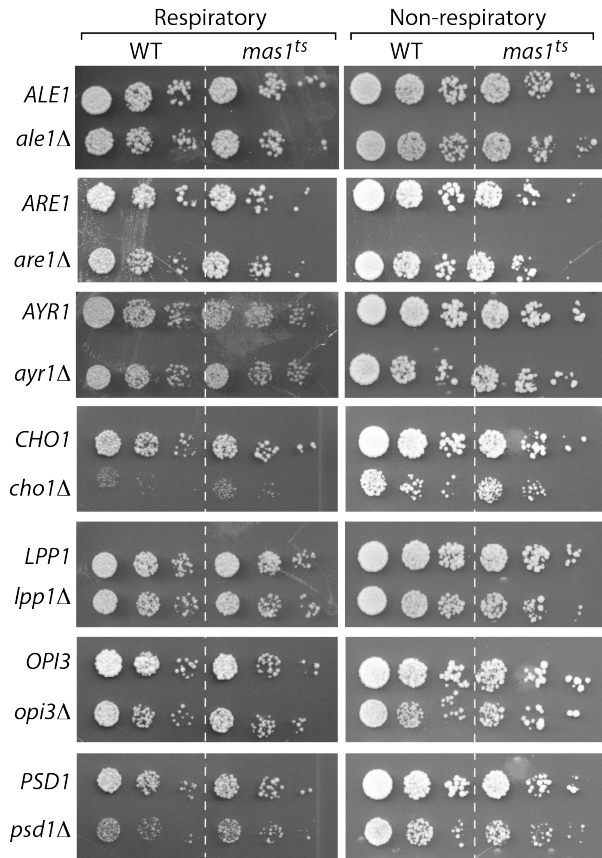 Respiratory Non-respiratory
WT mas1ts WT mas1ts
ALE1
ale1Δ
ARE1
are1Δ
AYR1
ayr1Δ
CHO1
cho1Δ
LPP1
lpp1Δ
OPI3
opi3Δ
PSD1
psd1Δ